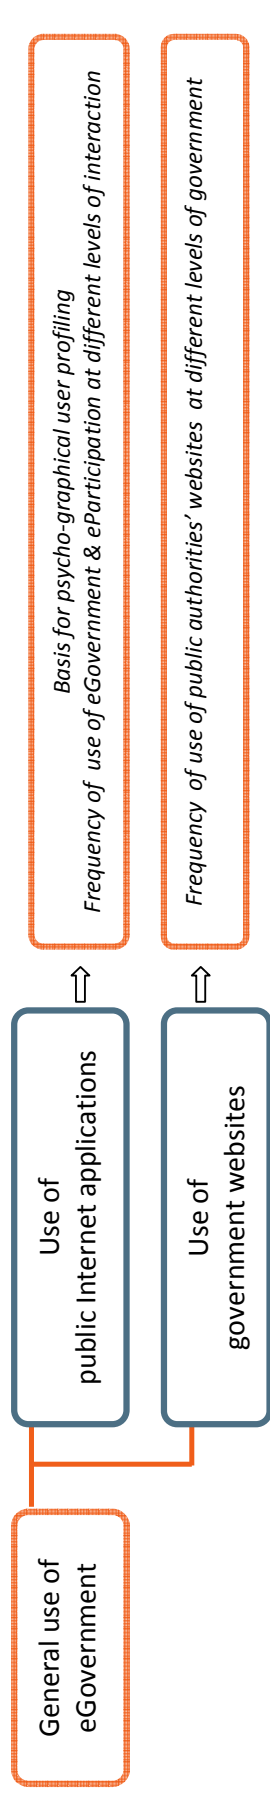 General use of
eGovernment
Use of
public Internet applications
Basis for psycho-graphical user profiling
Frequency of use of eGovernment & eParticipation at different levels of interaction
Use of
government websites
Frequency of use of public authorities’ websites at different levels of government